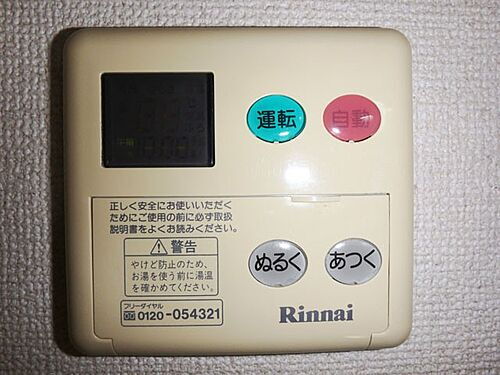 運転
自動
正しく安全にお使いいただく
ためにご使用の前に必ず取扱
説明書をよくお読みください。
警告
やけど防止のため、
お湯を使う前に湯温
を確かめてください。
フリーダイヤル
0120-054321
ぬるく
あつく
Rinnai